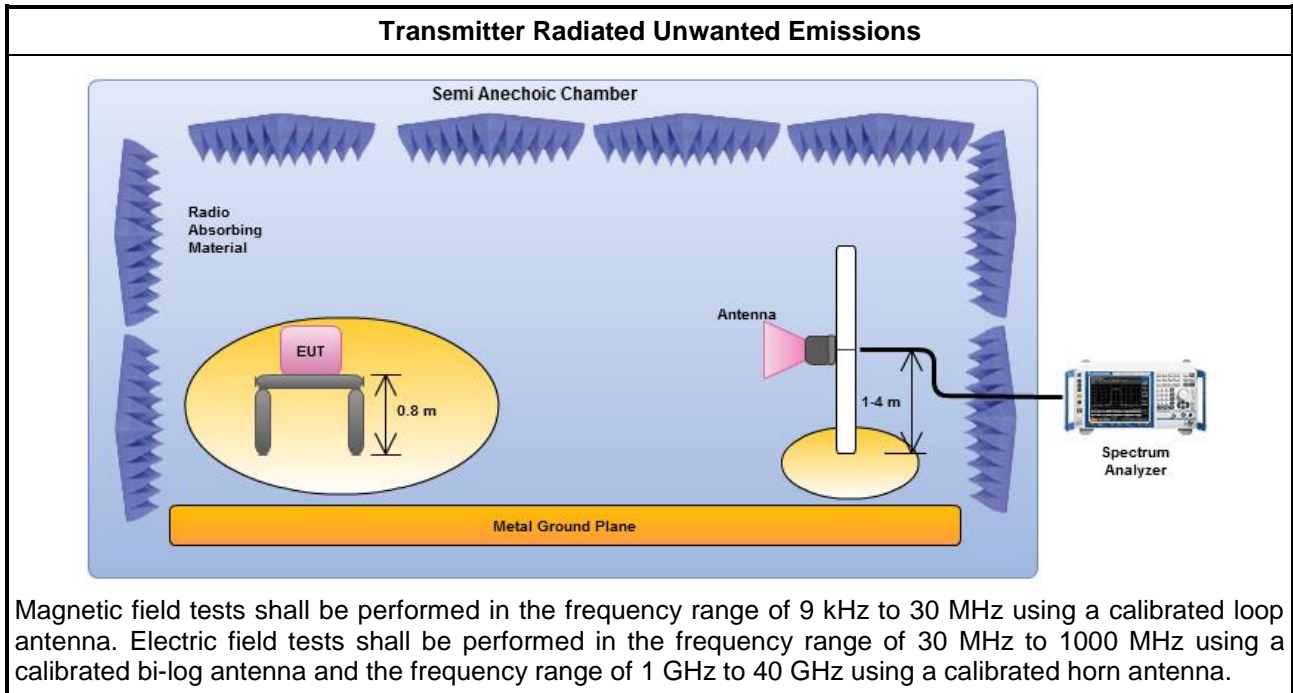 Transmitter Radiated Unwanted Emissions
Semi Anechoic Chamber
Radio
Absorbing
Material
Antenna
EUT
0.8 m
1-4 m
Spectrum
Analyzer
Metal Ground Plane
Magnetic field tests shall be performed in the frequency range of 9 kHz to 30 MHz using a calibrated loop
antenna. Electric field tests shall be performed in the frequency range of 30 MHz to 1000 MHz using a
calibrated bi-log antenna and the frequency range of 1 GHz to 40 GHz using a calibrated horn antenna.